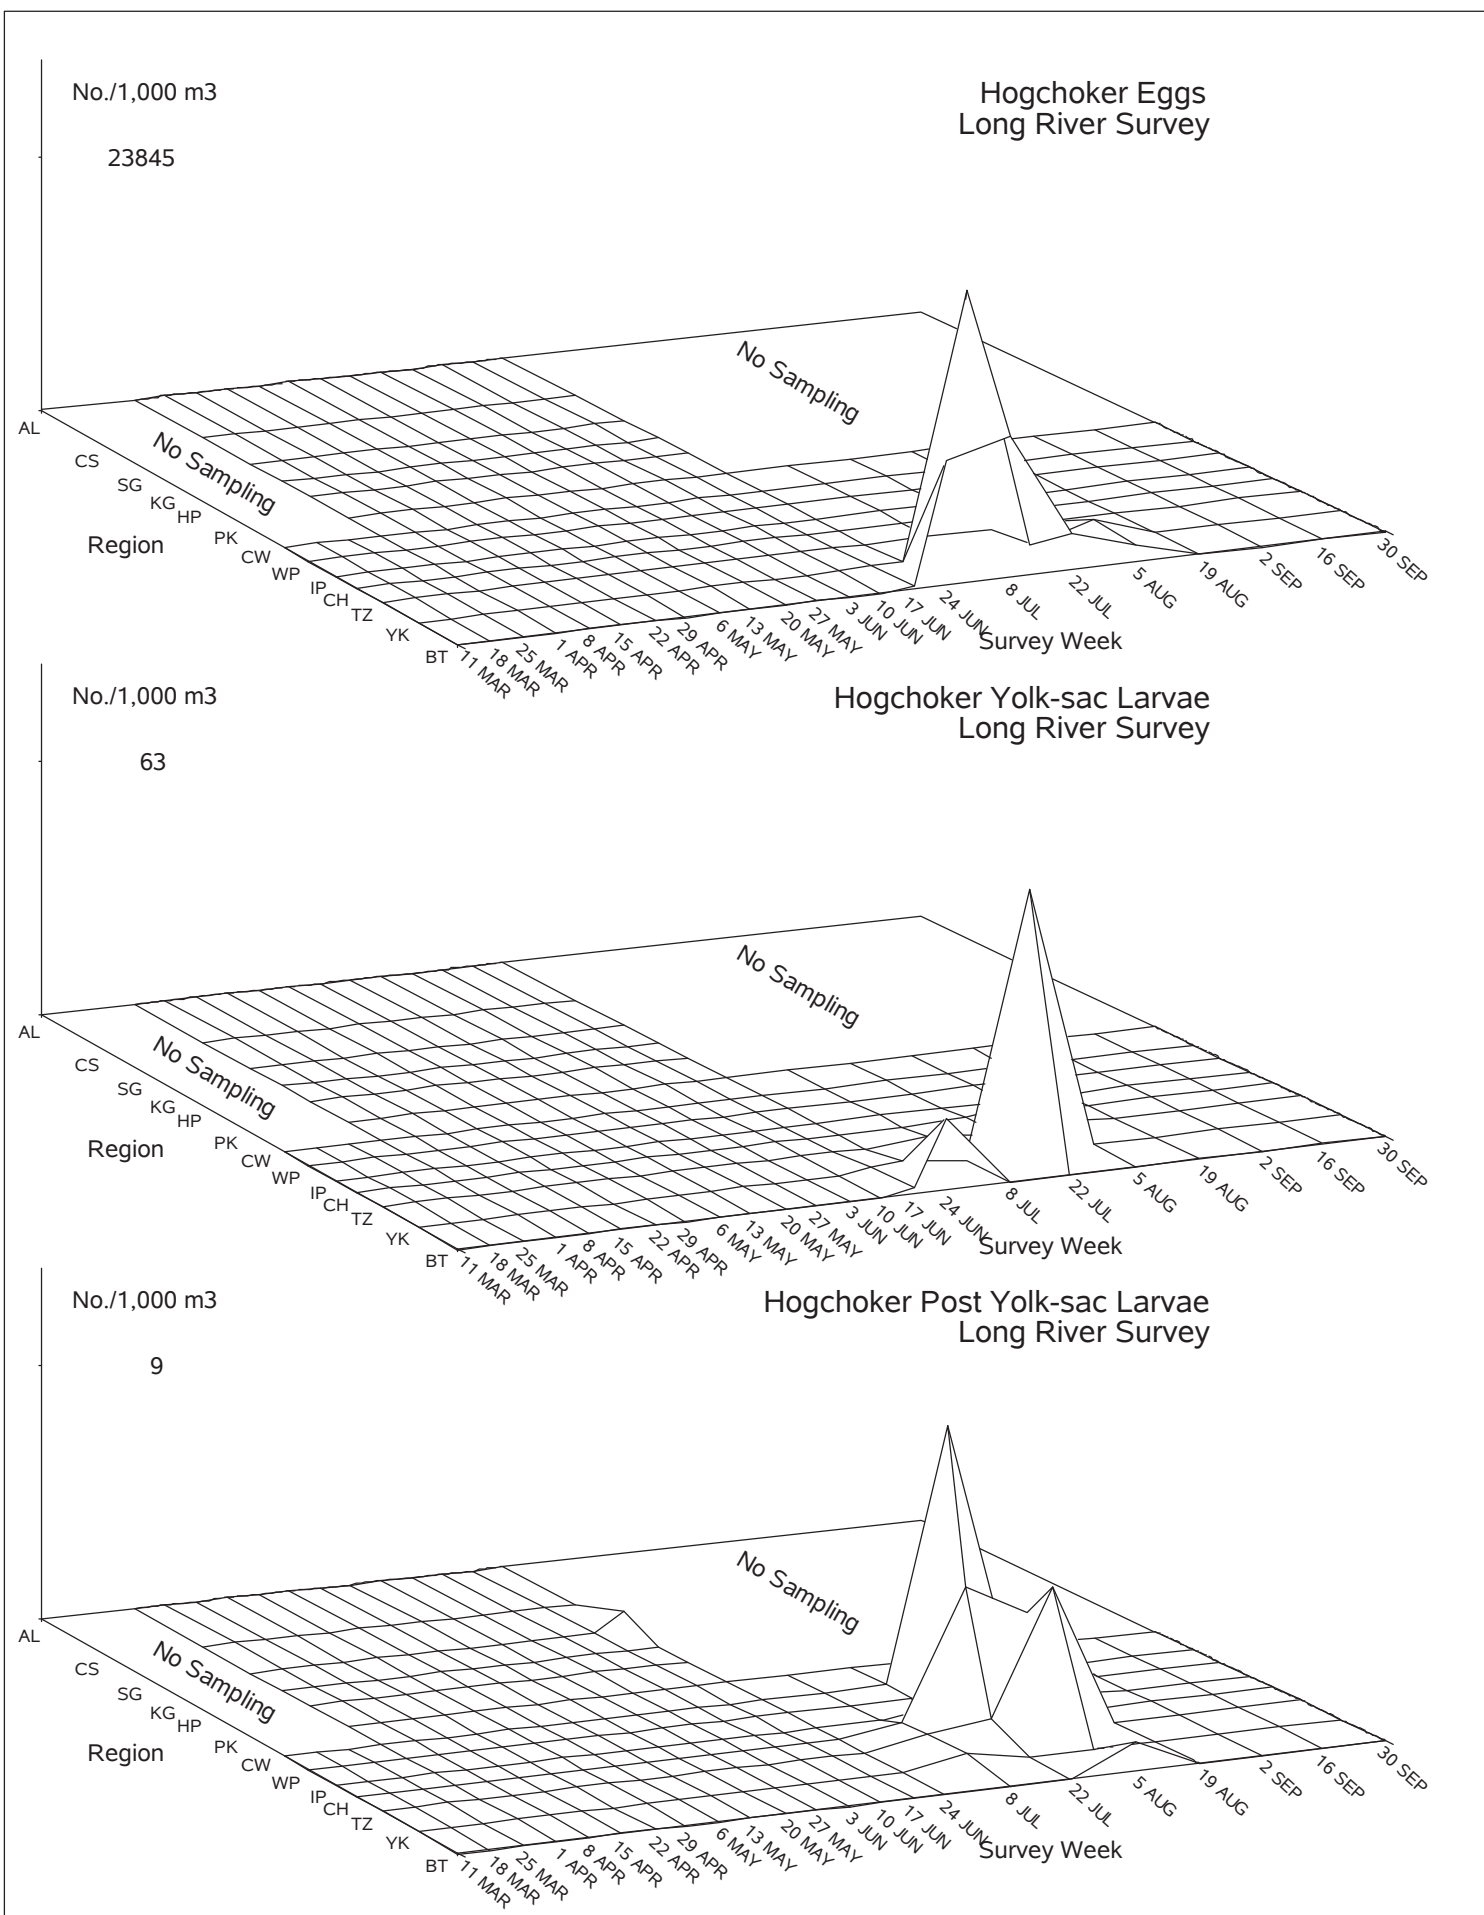 No./1,000 m3
Hogchoker Eggs
Long River Survey
23845
No Sampling
No Sampling
AL
CS
SG
KG
HP
PK
CW
WP
IP
CH
TZ
YK
BT
Region
11 MAR
18 MAR
25 MAR
1 APR
8 APR
15 APR
22 APR
29 APR
6 MAY
13 MAY
20 MAY
27 MAY
3 JUN
10 JUN
17 JUN
24 JUN
8 JUL
22 JUL
5 AUG
19 AUG
2 SEP
16 SEP
30 SEP
Survey Week
No./1,000 m3
Hogchoker Yolk-sac Larvae
Long River Survey
63
No Sampling
No Sampling
AL
CS
SG
KG
HP
PK
CW
WP
IP
CH
TZ
YK
BT
Region
11 MAR
18 MAR
25 MAR
1 APR
8 APR
15 APR
22 APR
29 APR
6 MAY
13 MAY
20 MAY
27 MAY
3 JUN
10 JUN
17 JUN
24 JUN
8 JUL
22 JUL
5 AUG
19 AUG
2 SEP
16 SEP
30 SEP
Survey Week
No./1,000 m3
Hogchoker Post Yolk-sac Larvae
Long River Survey
9
No Sampling
No Sampling
AL
CS
SG
KG
HP
PK
CW
WP
IP
CH
TZ
YK
BT
Region
11 MAR
18 MAR
25 MAR
1 APR
8 APR
15 APR
22 APR
29 APR
6 MAY
13 MAY
20 MAY
27 MAY
3 JUN
10 JUN
17 JUN
24 JUN
8 JUL
22 JUL
5 AUG
19 AUG
2 SEP
16 SEP
30 SEP
Survey Week